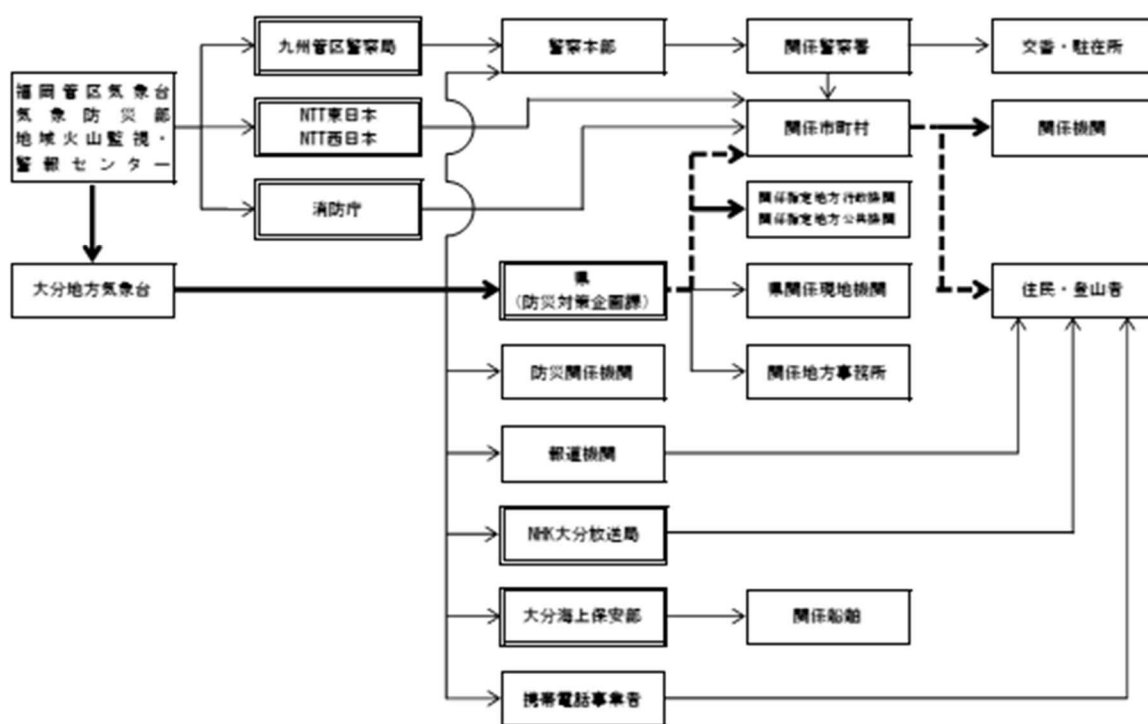 九州管区警察局
警察本部
関係警察署
交番・駐在所
福岡管区気象台
気象防災部
地域火山監視・
警報センター
NTT東日本
NTT西日本
関係市町村
関係機関
消防庁
関係指定地方行政機関
関係指定地方公共機関
大分地方気象台
県
(防災対策企画課)
県関係現地機関
住民・登山者
防災関係機関
関係地方事務所
報道機関
NHK大分放送局
大分海上保安部
関係船舶
携帯電話事業者